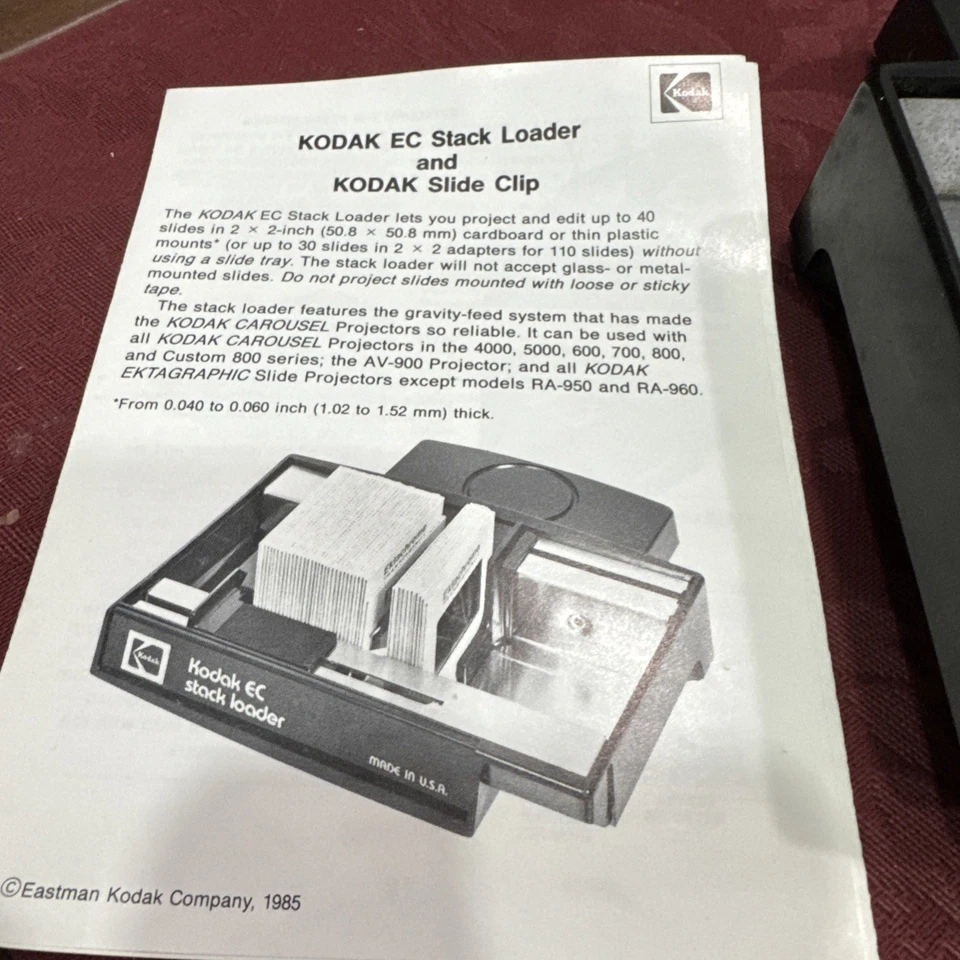 Kodak
KODAK EC Stack Loader
and
KODAK Slide Clip
The KODAK EC Stack Loader lets you project and edit up to 40
slides in 2 × 2-inch (50.8 × 50.8 mm) cardboard or thin plastic
mounts* (or up to 30 slides in 2 × 2 adapters for 110 slides) without
using a slide tray. The stack loader will not accept glass- or metal-
mounted slides. Do not project slides mounted with loose or sticky
tape.
The stack loader features the gravity-feed system that has made
the KODAK CAROUSEL Projectors so reliable. It can be used with
all KODAK CAROUSEL Projectors in the 4000, 5000, 600, 700, 800,
and Custom 800 series; the AV-900 Projector; and all KODAK
EKTAGRAPHIC Slide Projectors except models RA-950 and RA-960.
*From 0.040 to 0.060 inch (1.02 to 1.52 mm) thick.
Ektachrome
Ektachrome
Kodak
Kodak EC
stack loader
MADE IN U.S.A.
©Eastman Kodak Company, 1985